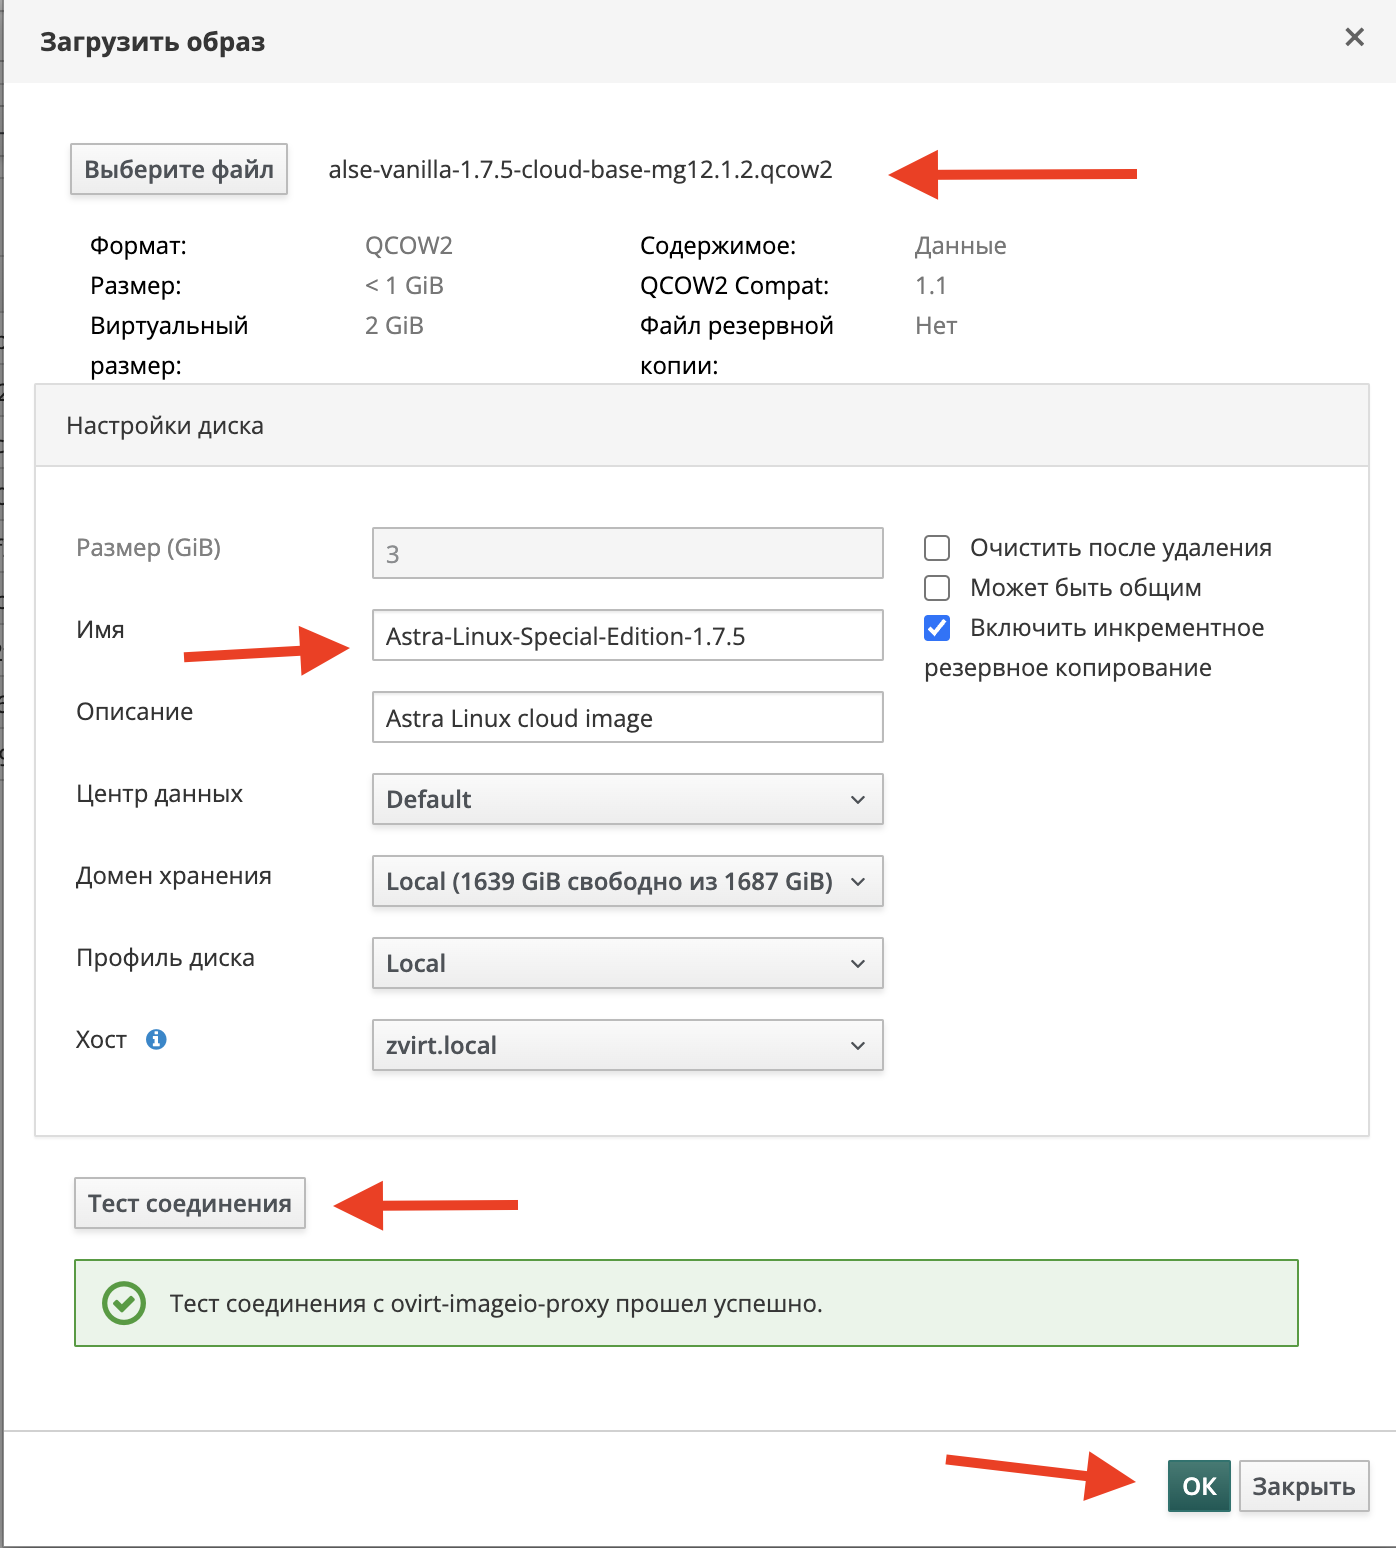 Загрузить образ
Выберите файл alse-vanilla-1.7.5-cloud-base-mg12.1.2.qcow2
Формат: QCOW2 Содержимое: Данные
Размер: < 1 GiB QCOW2 Compat: 1.1
Виртуальный 2 GiB Файл резервной Нет
размер: копии:
Настройки диска
Размер (GiB) 3 Очистить после удаления
Может быть общим
Имя Astra-Linux-Special-Edition-1.7.5 Включить инкрементное
резервное копирование
Описание Astra Linux cloud image
Центр данных Default
Домен хранения Local (1639 GiB свободно из 1687 GiB)
Профиль диска Local
Хост zvirt.local
Тест соединения
Тест соединения с ovirt-imageio-proxy прошел успешно.
ОК Закрыть